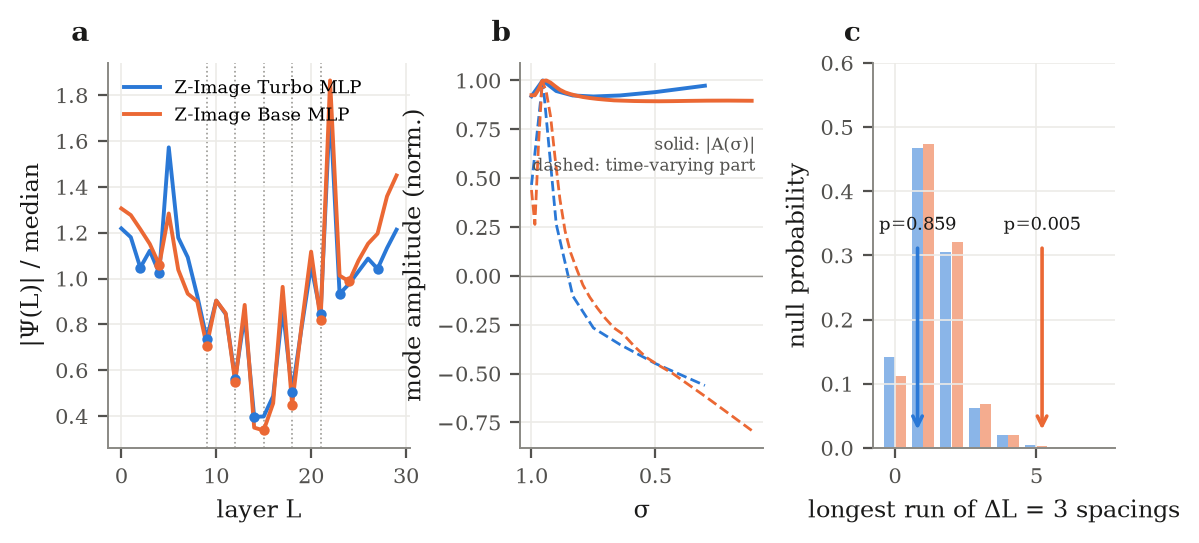 a
b
c
Z-Image Turbo MLP
Z-Image Base MLP
|Ψ(L)| / median
1.8
1.6
1.4
1.2
1.0
0.8
0.6
0.4
0
10
20
30
layer L
mode amplitude (norm.)
1.00
0.75
0.50
0.25
0.00
−0.25
−0.50
−0.75
solid: |A(σ)|
dashed: time-varying part
1.0
0.5
σ
null probability
0.6
0.5
0.4
0.3
0.2
0.1
0.0
p=0.859
p=0.005
0
5
longest run of ΔL = 3 spacings